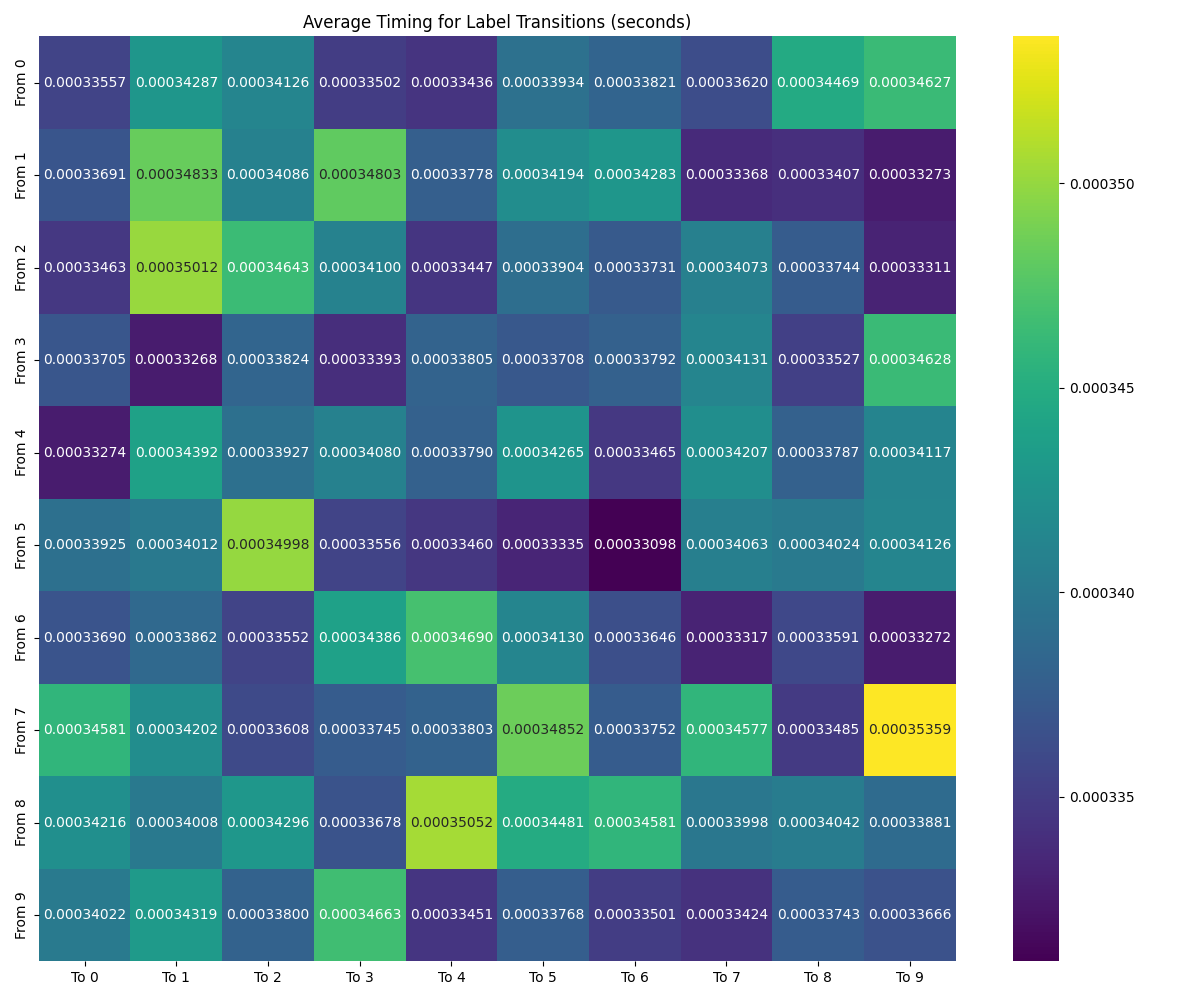 Average Timing for Label Transitions (seconds)
From 0 0.00033557 0.00034287 0.00034126 0.00033502 0.00033436 0.00033934 0.00033821 0.00033620 0.00034469 0.00034627
From 1 0.00033691 0.00034833 0.00034086 0.00034803 0.00033778 0.00034194 0.00034283 0.00033368 0.00033407 0.00033273
0.000350
From 2 0.00033463 0.00035012 0.00034643 0.00034100 0.00033447 0.00033904 0.00033731 0.00034073 0.00033744 0.00033311
From 3 0.00033705 0.00033268 0.00033824 0.00033393 0.00033805 0.00033708 0.00033792 0.00034131 0.00033527 0.00034628
0.000345
From 4 0.00033274 0.00034392 0.00033927 0.00034080 0.00033790 0.00034265 0.00033465 0.00034207 0.00033787 0.00034117
From 5 0.00033925 0.00034012 0.00034998 0.00033556 0.00033460 0.00033335 0.00033098 0.00034063 0.00034024 0.00034126
0.000340
From 6 0.00033690 0.00033862 0.00033552 0.00034386 0.00034690 0.00034130 0.00033646 0.00033317 0.00033591 0.00033272
From 7 0.00034581 0.00034202 0.00033608 0.00033745 0.00033803 0.00034852 0.00033752 0.00034577 0.00033485 0.00035359
0.000335
From 8 0.00034216 0.00034008 0.00034296 0.00033678 0.00035052 0.00034481 0.00034581 0.00033998 0.00034042 0.00033881
From 9 0.00034022 0.00034319 0.00033800 0.00034663 0.00033451 0.00033768 0.00033501 0.00033424 0.00033743 0.00033666
To 0 To 1 To 2 To 3 To 4 To 5 To 6 To 7 To 8 To 9